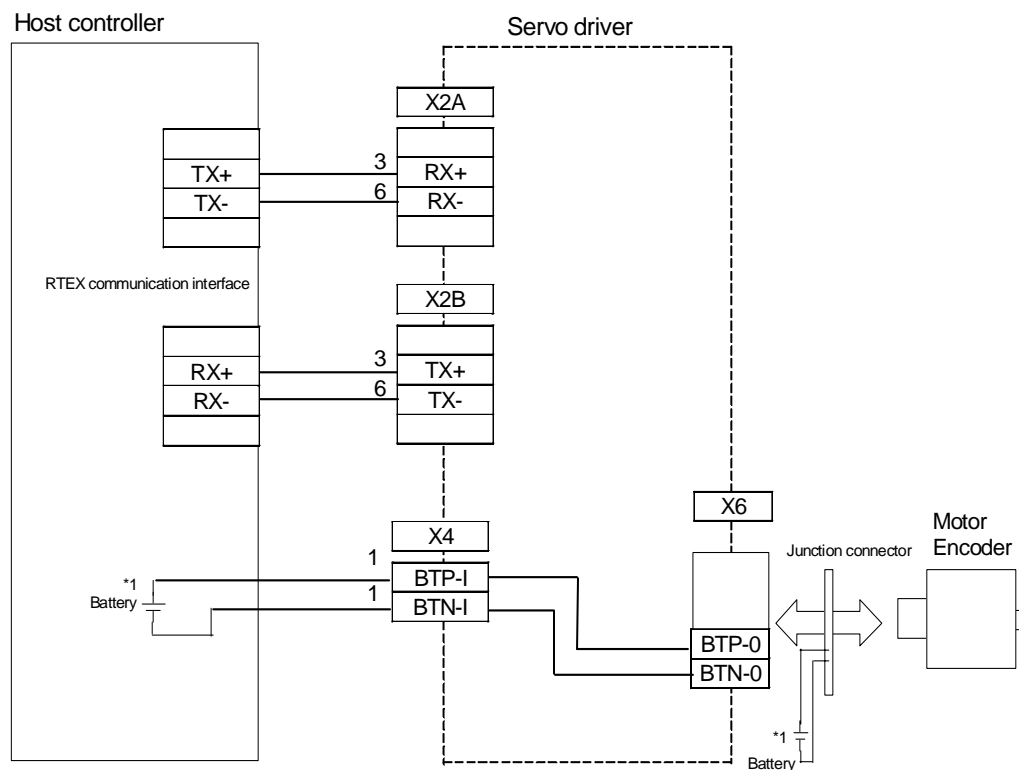 Host controller
Servo driver
X2A
TX+
3
RX+
TX-
6
RX-
RTEX communication interface
X2B
RX+
3
TX+
RX-
6
TX-
X6
X4
Junction connector
Motor
Encoder
*1
Battery
1
BTP-I
1
BTN-I
BTP-0
BTN-0
*1
Battery